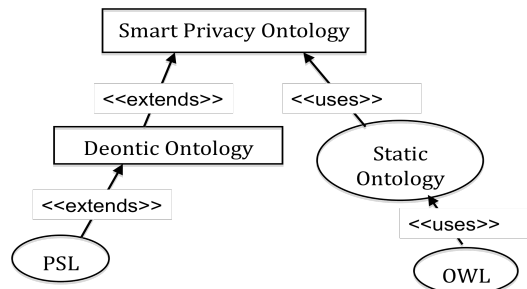 Smart Privacy Ontology
<<extends>>
<<uses>>
Deontic Ontology
Static
Ontology
<<extends>>
<<uses>>
PSL
OWL